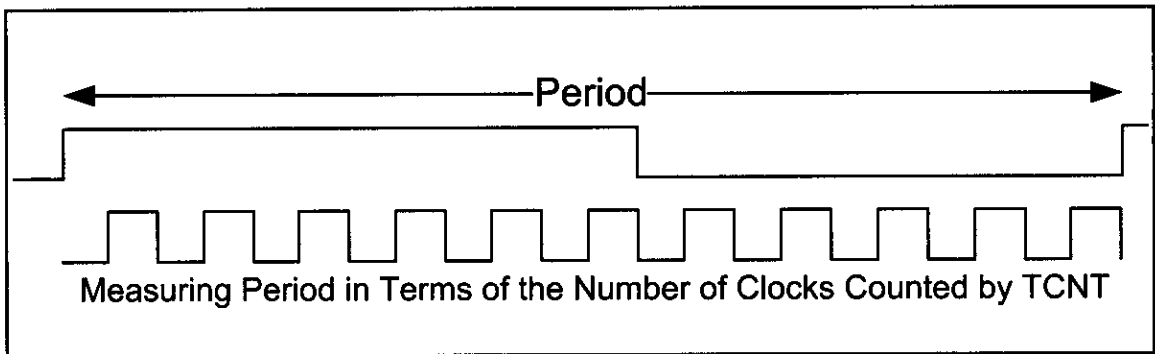 Period
Measuring Period in Terms of the Number of Clocks Counted by TCNT